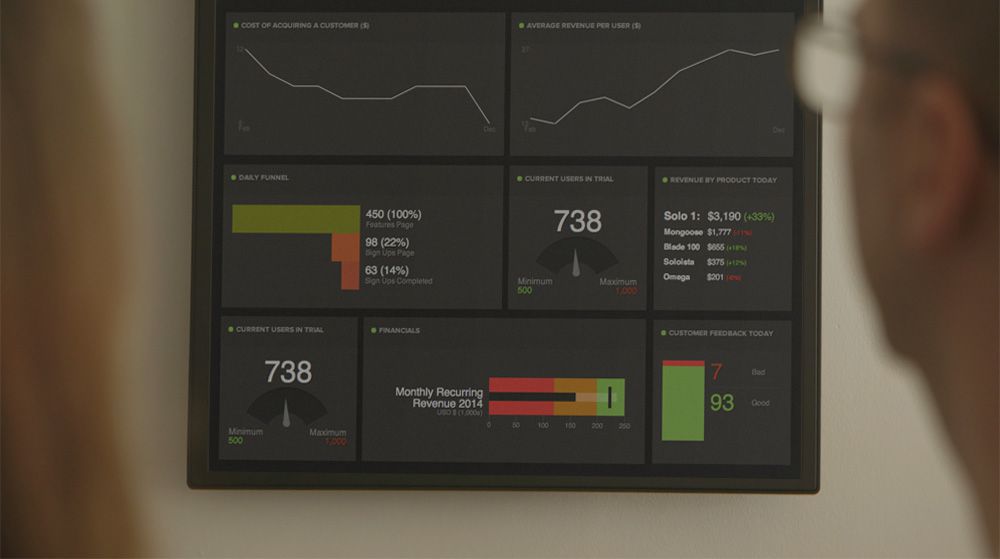 COST OF ACQUIRING A CUSTOMER ($)
12
Feb
Dec
AVERAGE REVENUE PER USER ($)
27
12
Feb
Dec
DAILY FUNNEL
450 (100%)
Features Page
98 (22%)
Sign Ups Page
63 (14%)
Sign Ups Completed
CURRENT USERS IN TRIAL
738
Minimum Maximum
500 1,000
REVENUE BY PRODUCT TODAY
Solo 1: $3,190 (+33%)
Mongoose $1,777
Blade 100 $655 (+18%)
Soloista $375 (+12%)
Omega $201
CURRENT USERS IN TRIAL
738
Minimum Maximum
500 1,000
FINANCIALS
Monthly Recurring
Revenue 2014
USD $ (1,000s)
0 50 100 150 200 250
CUSTOMER FEEDBACK TODAY
7 Bad
93 Good